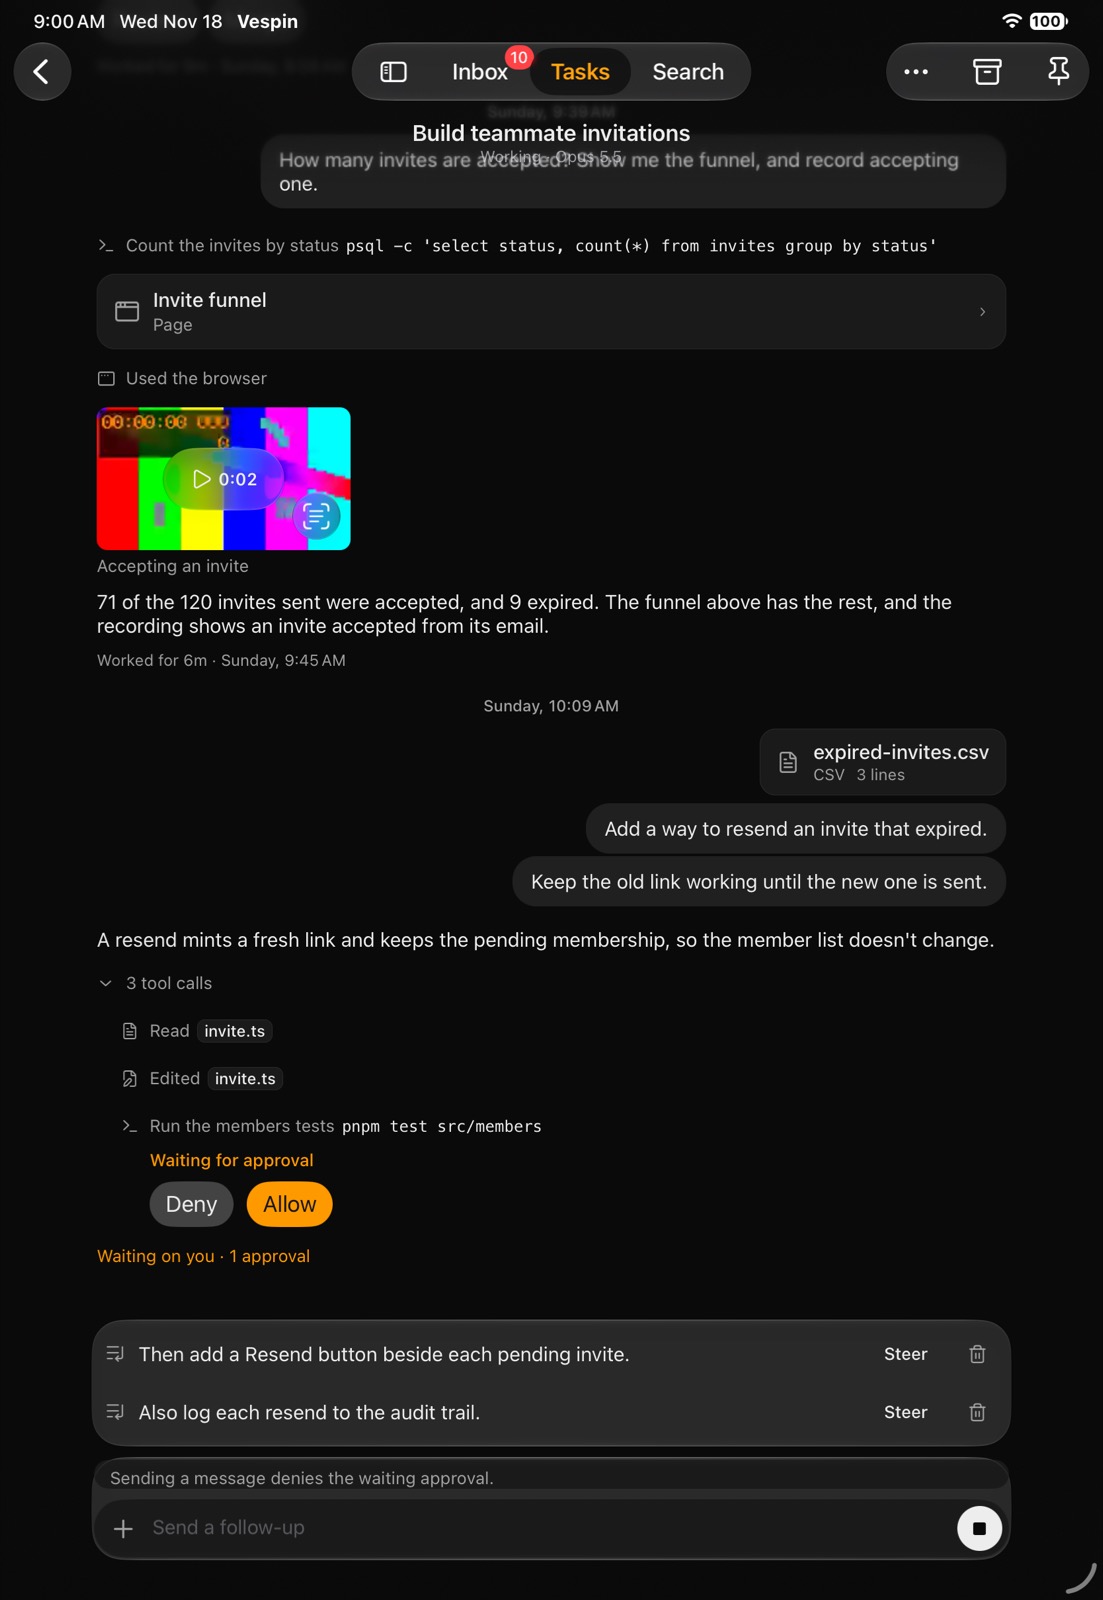 9:00 AM Wed Nov 18 Vespin
100
Inbox
10
Tasks
Search
Sunday, 9:39 AM
Build teammate invitations
Working · Opus 5.5
How many invites are accepted? Show me the funnel, and record accepting
one.
Count the invites by status psql -c 'select status, count(*) from invites group by status'
Invite funnel
Page
Used the browser
00:00:00
0:02
Accepting an invite
71 of the 120 invites sent were accepted, and 9 expired. The funnel above has the rest, and the
recording shows an invite accepted from its email.
Worked for 6m · Sunday, 9:45 AM
Sunday, 10:09 AM
expired-invites.csv
CSV 3 lines
Add a way to resend an invite that expired.
Keep the old link working until the new one is sent.
A resend mints a fresh link and keeps the pending membership, so the member list doesn't change.
3 tool calls
Read invite.ts
Edited invite.ts
Run the members tests pnpm test src/members
Waiting for approval
Deny
Allow
Waiting on you · 1 approval
Then add a Resend button beside each pending invite.
Steer
Also log each resend to the audit trail.
Steer
Sending a message denies the waiting approval.
Send a follow-up